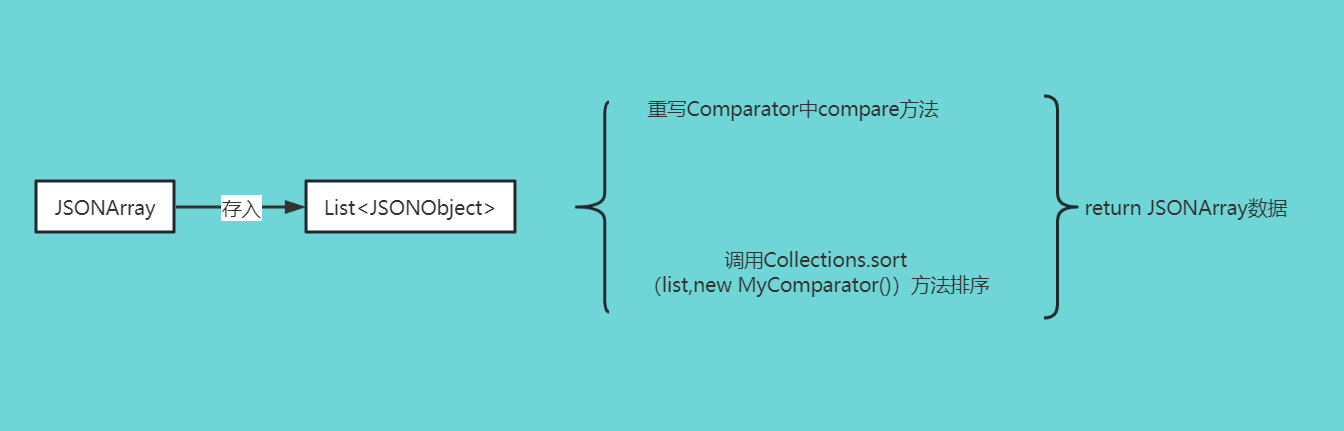 JSONArray
存入
List<JSONObject>
重写Comparator中compare方法
调用Collections.sort
（list,new MyComparator()）方法排序
return JSONArray数据